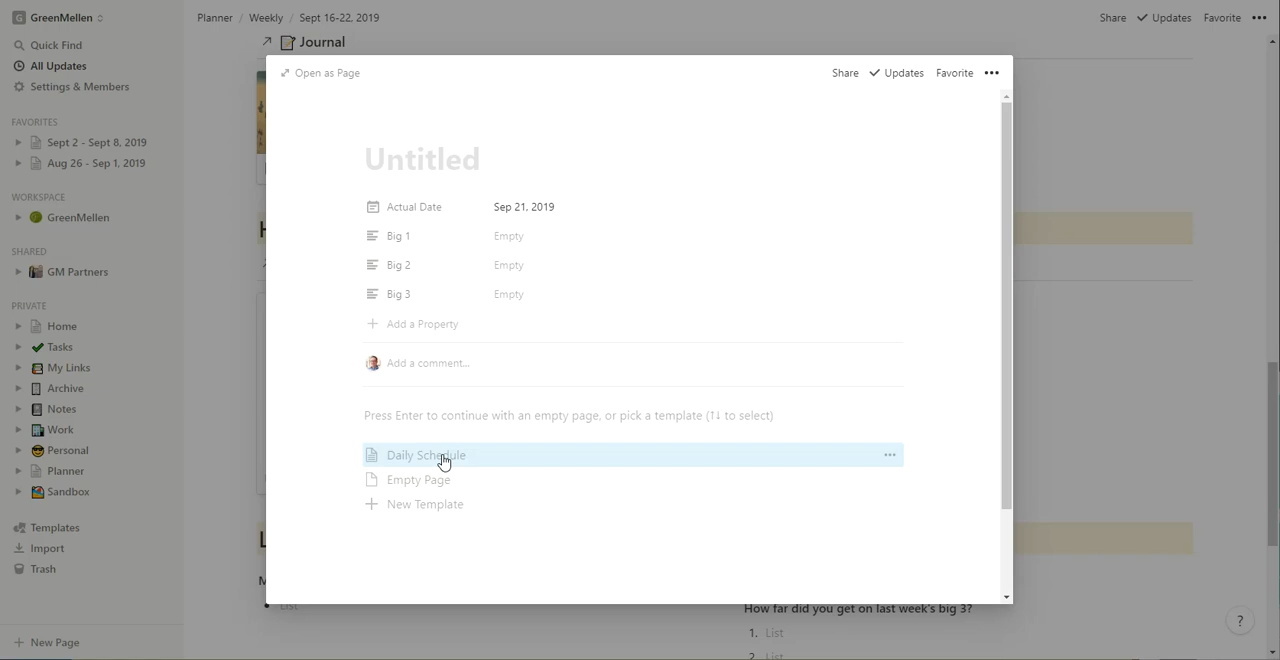 G GreenMellen
Quick Find
All Updates
Settings & Members
FAVORITES
Sept 2 - Sept 8, 2019
Aug 26 - Sep 1, 2019
WORKSPACE
GreenMellen
SHARED
GM Partners
PRIVATE
Home
Tasks
My Links
Archive
Notes
Work
Personal
Planner
Sandbox
Templates
Import
Trash
New Page
Planner / Weekly / Sept 16-22, 2019
Share Updates Favorite
Journal
Open as Page
Share Updates Favorite
Untitled
Actual Date Sep 21, 2019
Big 1 Empty
Big 2 Empty
Big 3 Empty
Add a Property
Add a comment...
Press Enter to continue with an empty page, or pick a template (↑↓ to select)
Daily Schedule
Empty Page
New Template
List
How far did you get on last week's big 3?
1. List
2. List
?